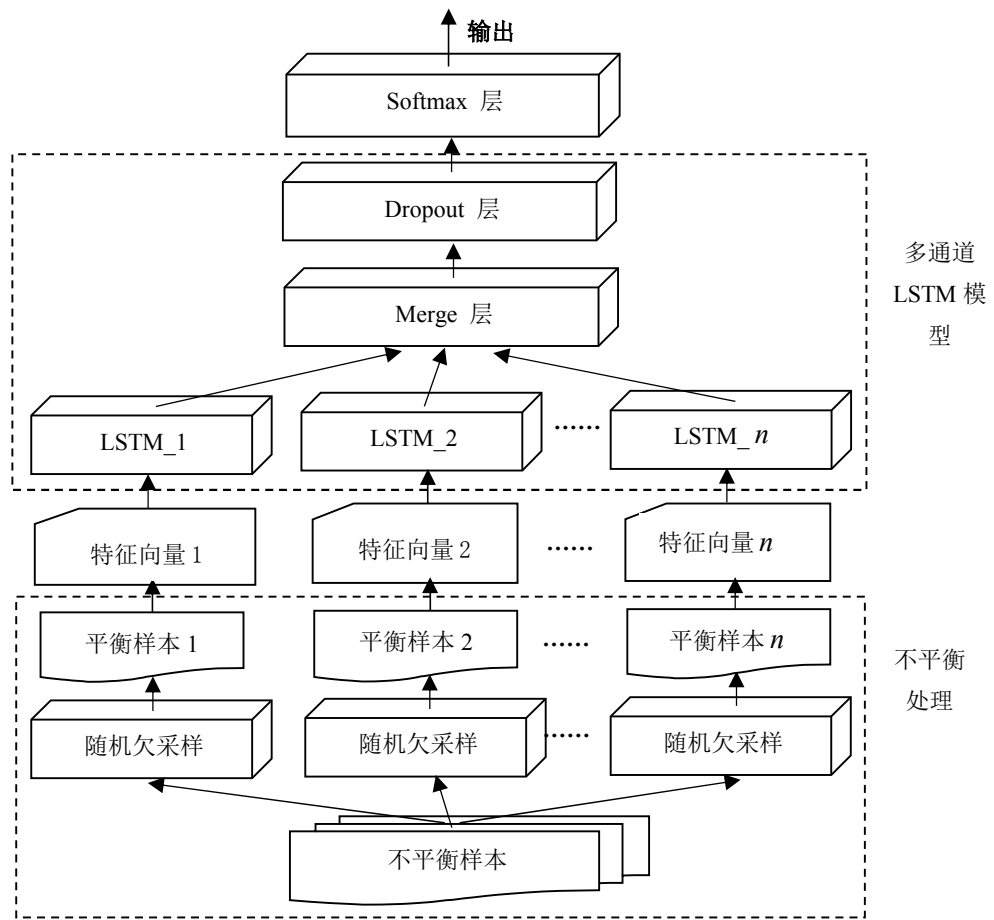 输出
Softmax 层
Dropout 层
Merge 层
多通道
LSTM 模
型
LSTM_1
LSTM_2
......
LSTM_ n
特征向量 1
特征向量 2
......
特征向量 n
平衡样本 1
平衡样本 2
......
平衡样本 n
不平衡
处理
随机欠采样
随机欠采样
......
随机欠采样
不平衡样本